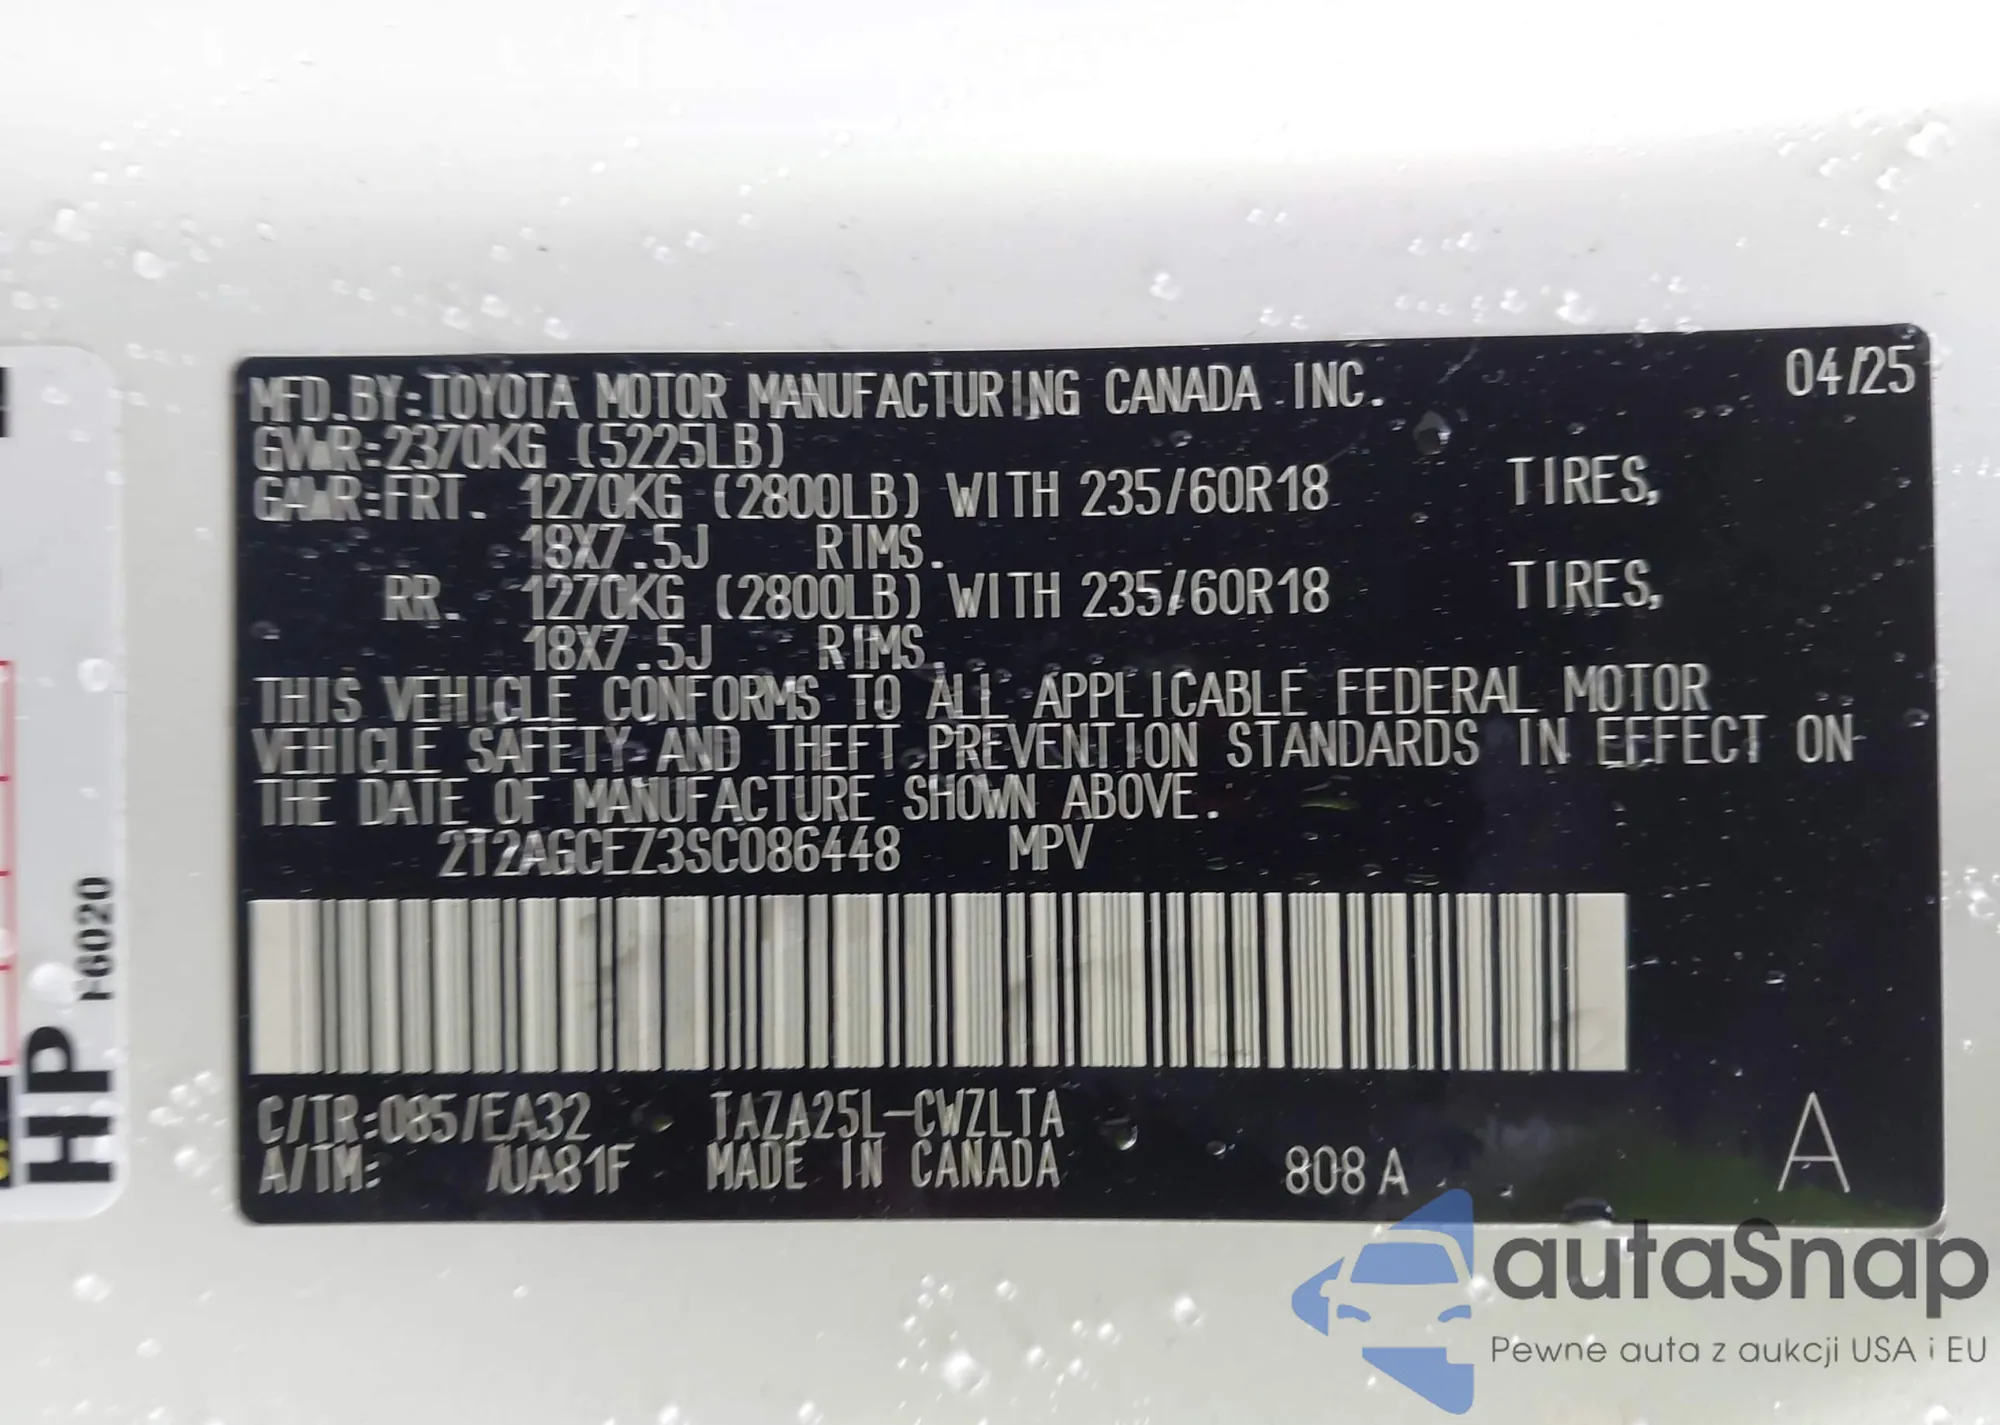 04/25
MFD.BY:TOYOTA MOTOR MANUFACTURING CANADA INC.
GVWR:2370KG (5225LB)
GAWR:FRT. 1270KG (2800LB) WITH 235/60R18 TIRES,
18X7.5J RIMS.
RR. 1270KG (2800LB) WITH 235/60R18 TIRES,
18X7.5J RIMS.
THIS VEHICLE CONFORMS TO ALL APPLICABLE FEDERAL MOTOR
VEHICLE SAFETY AND THEFT PREVENTION STANDARDS IN EFFECT ON
THE DATE OF MANUFACTURE SHOWN ABOVE.
2T2AGCEZ3SC086448 MPV
C/TR:085/EA32 TAZA25L-CWZLTA
A/TM: /UA81F MADE IN CANADA 808 A A
HP F6020
autaSnap
Pewne auta z aukcji USA i EU